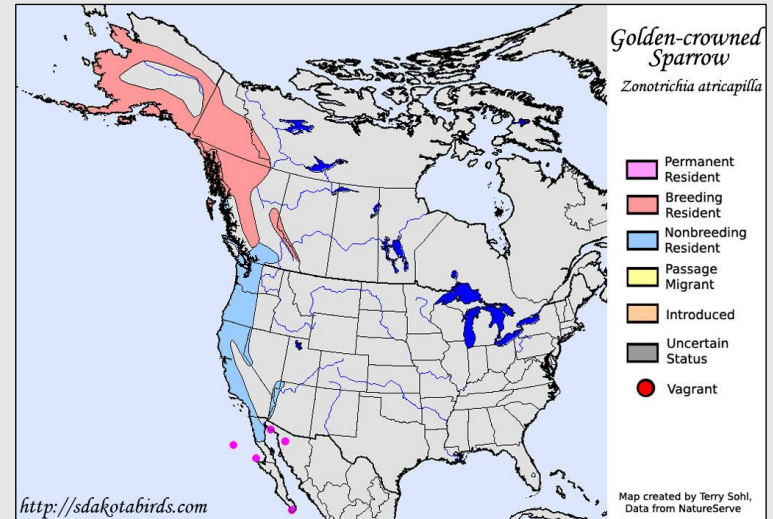 Golden-crowned
Sparrow
Zonotrichia atricapilla
Permanent
Resident
Breeding
Resident
Nonbreeding
Resident
Passage
Migrant
Introduced
Uncertain
Status
Vagrant
Map created by Terry Sohl,
Data from NatureServe
http://sdakotabirds.com